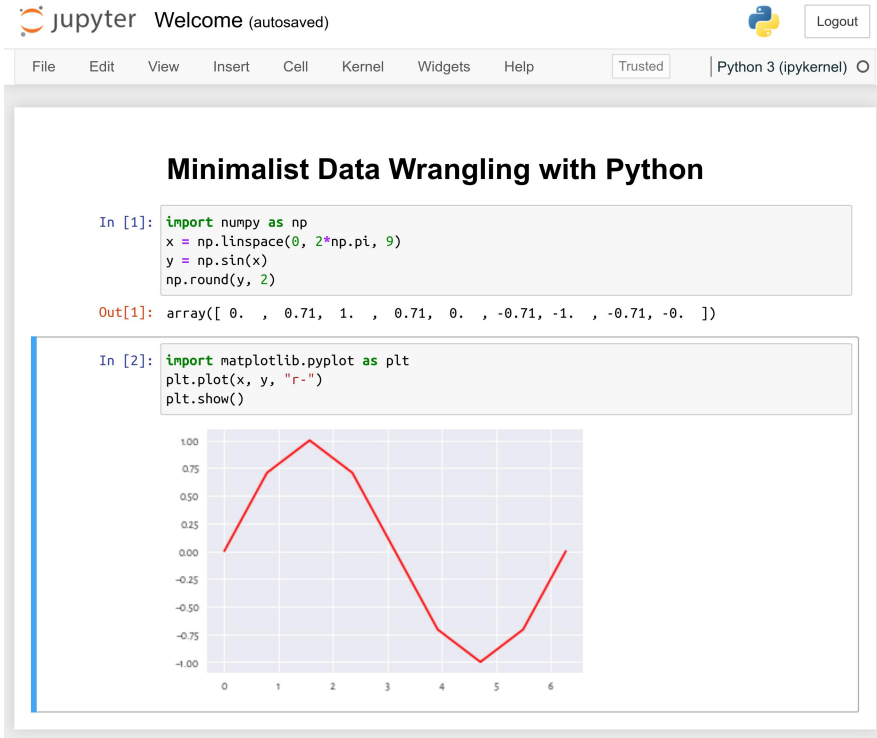 jupyter Welcome (autosaved) Logout
File Edit View Insert Cell Kernel Widgets Help Trusted Python 3 (ipykernel)
Minimalist Data Wrangling with Python
In [1]: import numpy as np
x = np.linspace(0, 2*np.pi, 9)
y = np.sin(x)
np.round(y, 2)
Out[1]: array([ 0.  ,  0.71,  1.  ,  0.71,  0.  , -0.71, -1.  , -0.71, -0.  ])
In [2]: import matplotlib.pyplot as plt
plt.plot(x, y, "r-")
plt.show()
1.00
0.75
0.50
0.25
0.00
-0.25
-0.50
-0.75
-1.00
0 1 2 3 4 5 6